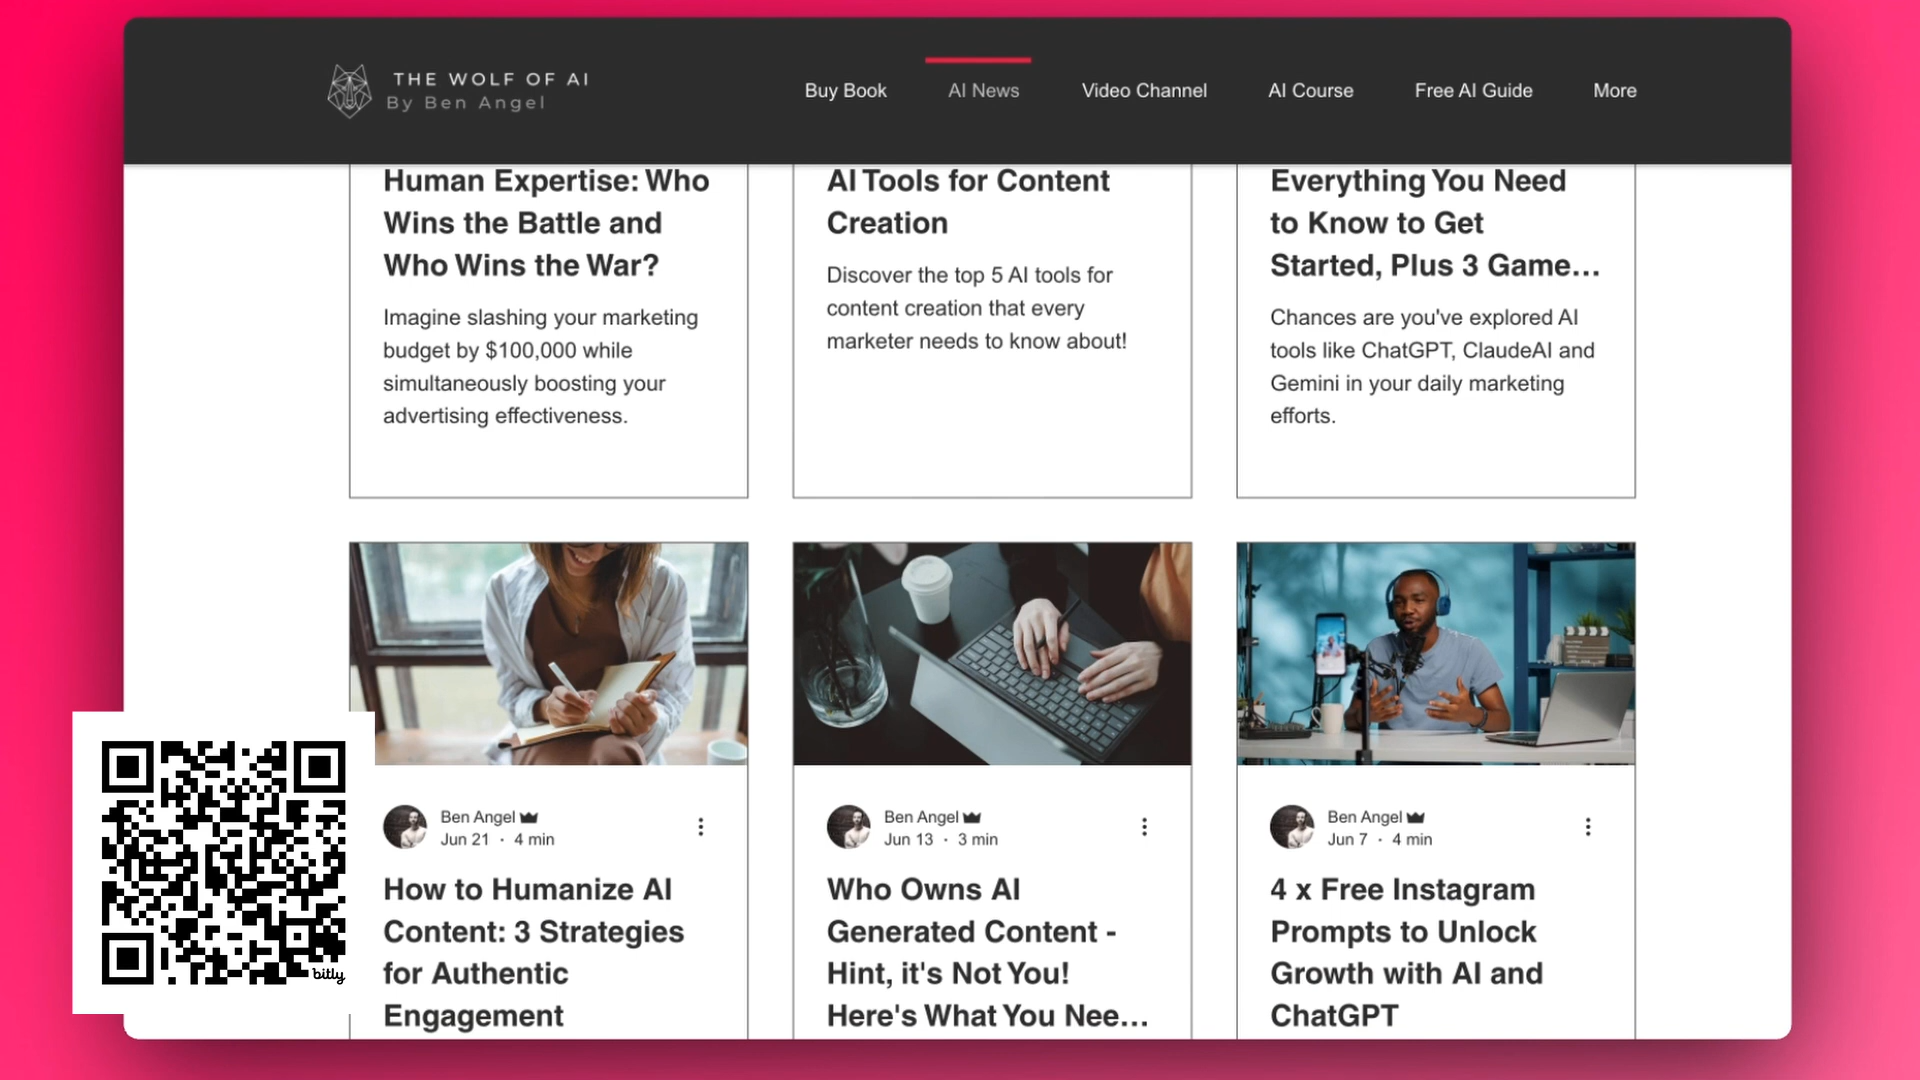 THE WOLF OF AI
By Ben Angel
Buy Book
AI News
Video Channel
AI Course
Free AI Guide
More
Human Expertise: Who
Wins the Battle and
Who Wins the War?
Imagine slashing your marketing
budget by $100,000 while
simultaneously boosting your
advertising effectiveness.
AI Tools for Content
Creation
Discover the top 5 AI tools for
content creation that every
marketer needs to know about!
Everything You Need
to Know to Get
Started, Plus 3 Game...
Chances are you've explored AI
tools like ChatGPT, ClaudeAI and
Gemini in your daily marketing
efforts.
Ben Angel
Jun 21 · 4 min
How to Humanize AI
Content: 3 Strategies
for Authentic
Engagement
Ben Angel
Jun 13 · 3 min
Who Owns AI
Generated Content -
Hint, it's Not You!
Here's What You Nee...
Ben Angel
Jun 7 · 4 min
4 x Free Instagram
Prompts to Unlock
Growth with AI and
ChatGPT
bitly